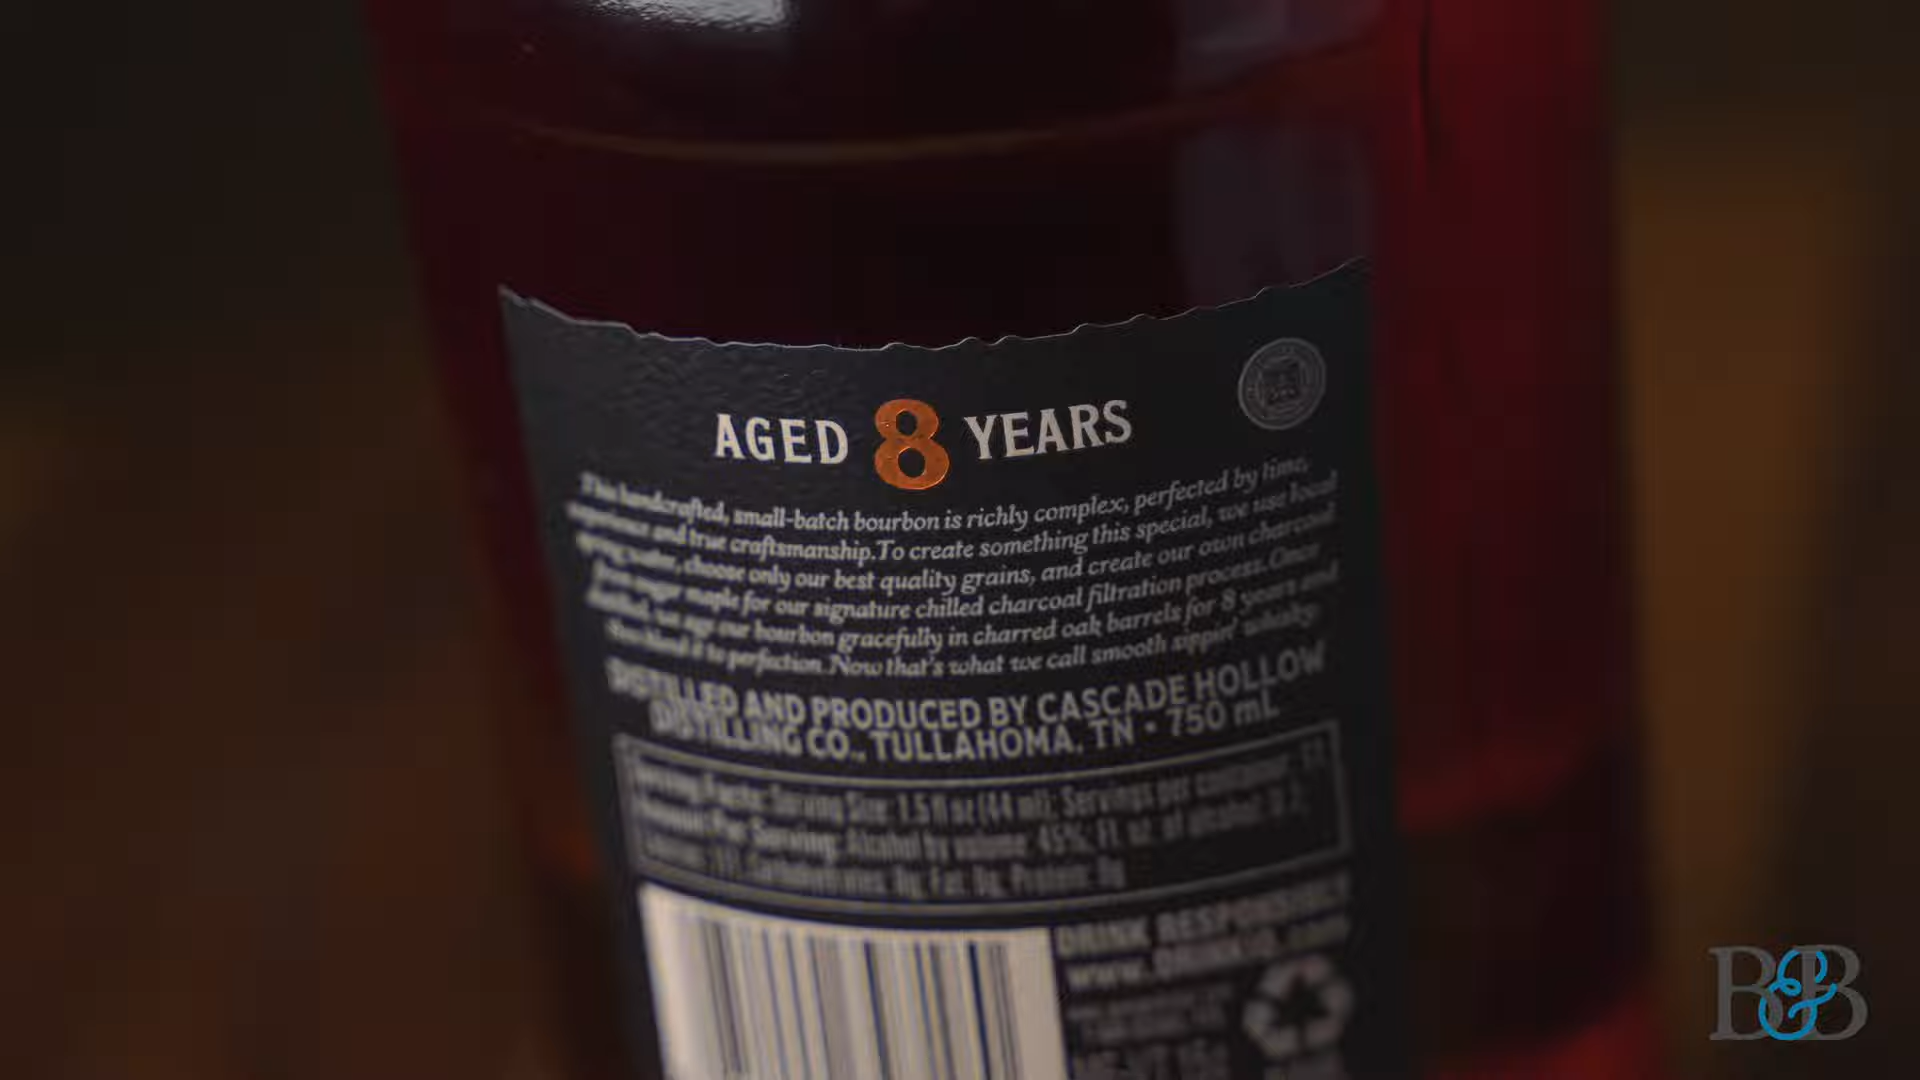 AGED 8 YEARS
This handcrafted, small-batch bourbon is richly complex, perfected by time,
experience and true craftsmanship. To create something this special, we use local
spring water, choose only our best quality grains, and create our own charcoal
from sugar maple for our signature chilled charcoal filtration process. Once
distilled, we age our bourbon gracefully in charred oak barrels for 8 years and
then blend it to perfection. Now that's what we call smooth sippin' whisky.
DISTILLED AND PRODUCED BY CASCADE HOLLOW
DISTILLING CO., TULLAHOMA, TN • 750 mL
Serving Facts: Serving Size: 1.5 fl oz (44 ml); Servings per container: 17
Amount Per Serving: Alcohol by volume: 45%; Fl. oz. of alcohol: 0.7;
Carbohydrates: 0g; Fat: 0g; Protein: 0g
DRINK RESPONSIBLY
www.DRINKiQ.com
B&B